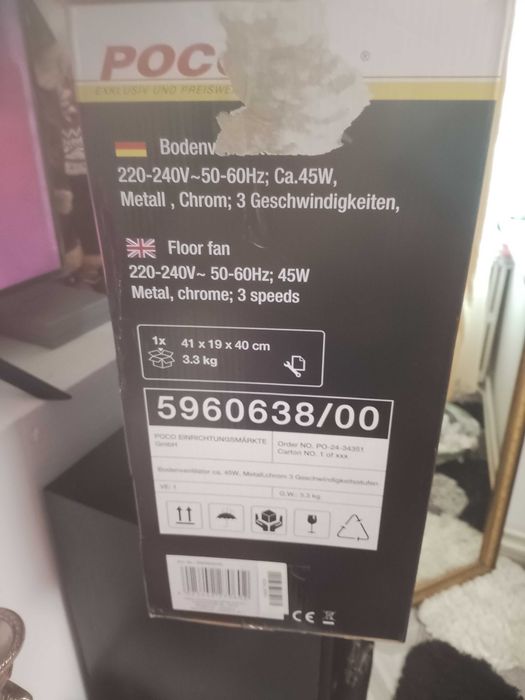 POCO
®
EXKLUSIV UND PREISWE
Bodenv
220-240V~50-60Hz; Ca.45W,
Metall , Chrom; 3 Geschwindigkeiten,
Floor fan
220-240V~ 50-60Hz; 45W
Metal, chrome; 3 speeds
1x
41 x 19 x 40 cm
3.3 kg
5960638/00
POCO EINRICHTUNGSMÄRKTE
GmbH
Order NO. PO-24-34351
Carton NO. 1 of xxx
Bodenventilator ca. 45W, Metall,chrom 3 Geschwindigkeitsstufen
VE: 1
G.W.: 3.3 kg
CE